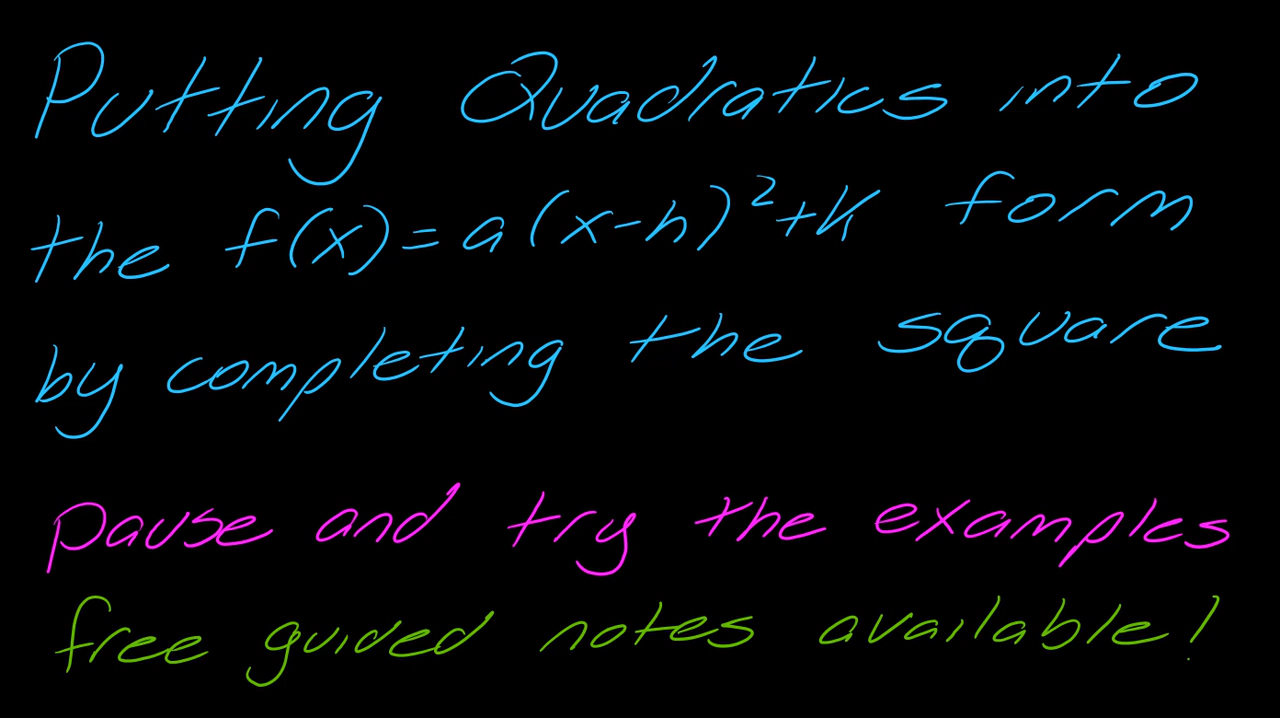 Putting Quadratics into
the f(x)=a(x-h)²+k form
by completing the square
pause and try the examples
free guided notes available!